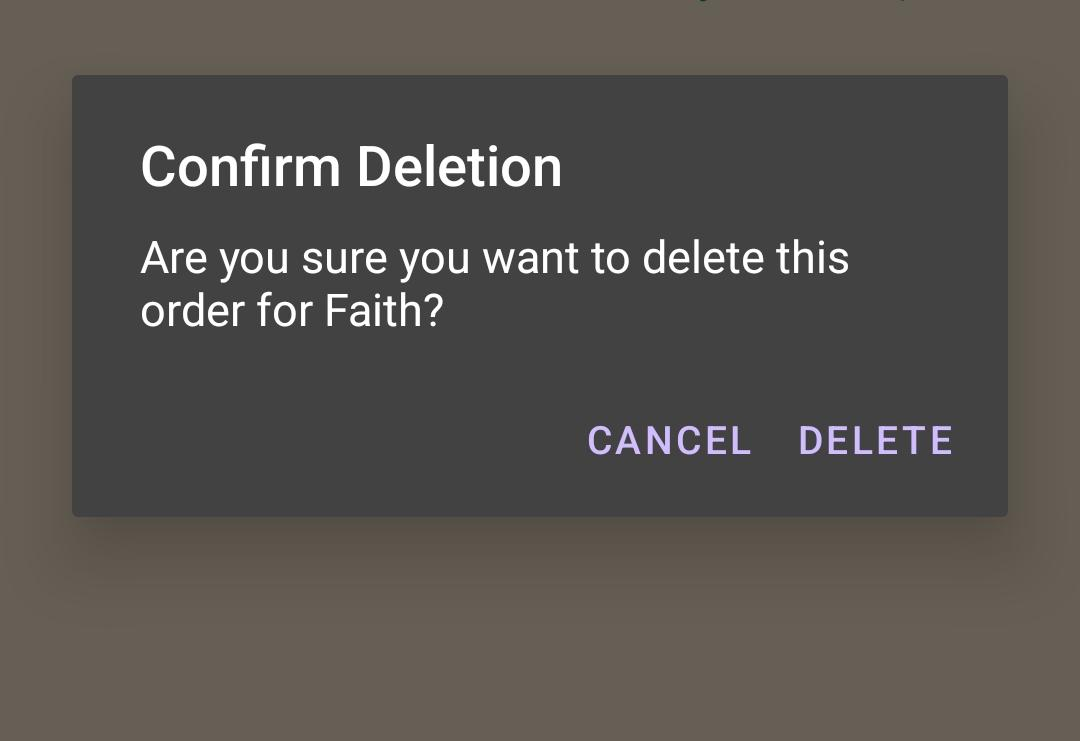 Confirm Deletion
Are you sure you want to delete this
order for Faith?
CANCEL DELETE